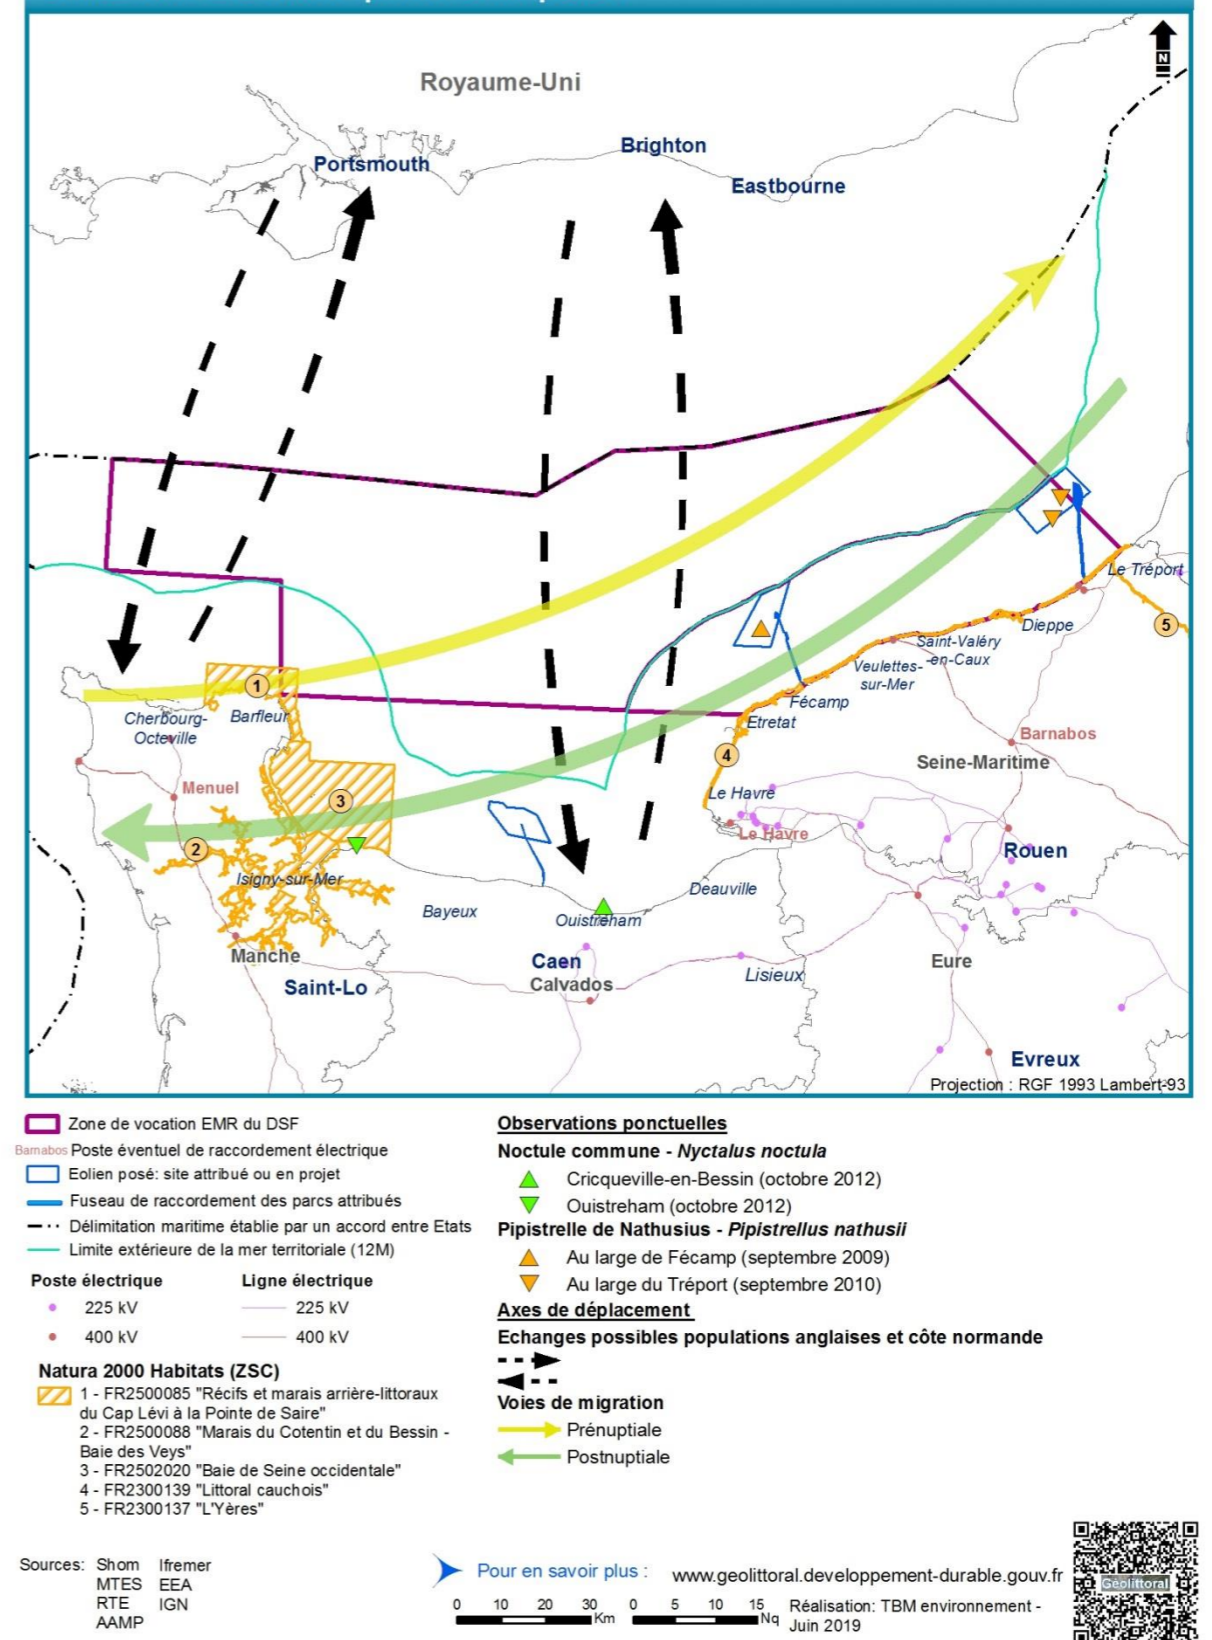 N
Royaume-Uni
Portsmouth
Brighton
Eastbourne
Le Tréport
5
Dieppe
Saint-Valéry
-en-Caux
Veulettes-
sur-Mer
Fécamp
Etretat
1
Cherbourg-
Octeville
Barfleur
Barnabos
4
Seine-Maritime
Menuel
3
Le Havre
Le Havre
2
Rouen
Isigny-sur-Mer
Deauville
Bayeux
Ouistreham
Manche
Caen
Eure
Saint-Lo
Calvados
Lisieux
Evreux
Projection : RGF 1993 Lambert-93
Zone de vocation EMR du DSF
Barnabos Poste éventuel de raccordement électrique
Eolien posé: site attribué ou en projet
Fuseau de raccordement des parcs attribués
Délimitation maritime établie par un accord entre Etats
Limite extérieure de la mer territoriale (12M)
Poste électrique
Ligne électrique
225 kV
225 kV
400 kV
400 kV
Natura 2000 Habitats (ZSC)
1 - FR2500085 "Récifs et marais arrière-littoraux
du Cap Lévi à la Pointe de Saire"
2 - FR2500088 "Marais du Cotentin et du Bessin -
Baie des Veys"
3 - FR2502020 "Baie de Seine occidentale"
4 - FR2300139 "Littoral cauchois"
5 - FR2300137 "L'Yères"
Observations ponctuelles
Noctule commune - Nyctalus noctula
Cricqueville-en-Bessin (octobre 2012)
Ouistreham (octobre 2012)
Pipistrelle de Nathusius - Pipistrellus nathusii
Au large de Fécamp (septembre 2009)
Au large du Tréport (septembre 2010)
Axes de déplacement
Echanges possibles populations anglaises et côte normande
Voies de migration
Prénuptiale
Postnuptiale
Sources: Shom Ifremer
MTES EEA
RTE IGN
AAMP
Pour en savoir plus : www.geolittoral.developpement-durable.gouv.fr
0 10 20 30 Km
0 5 10 15 Nq
Réalisation: TBM environnement -
Juin 2019
Géolittoral